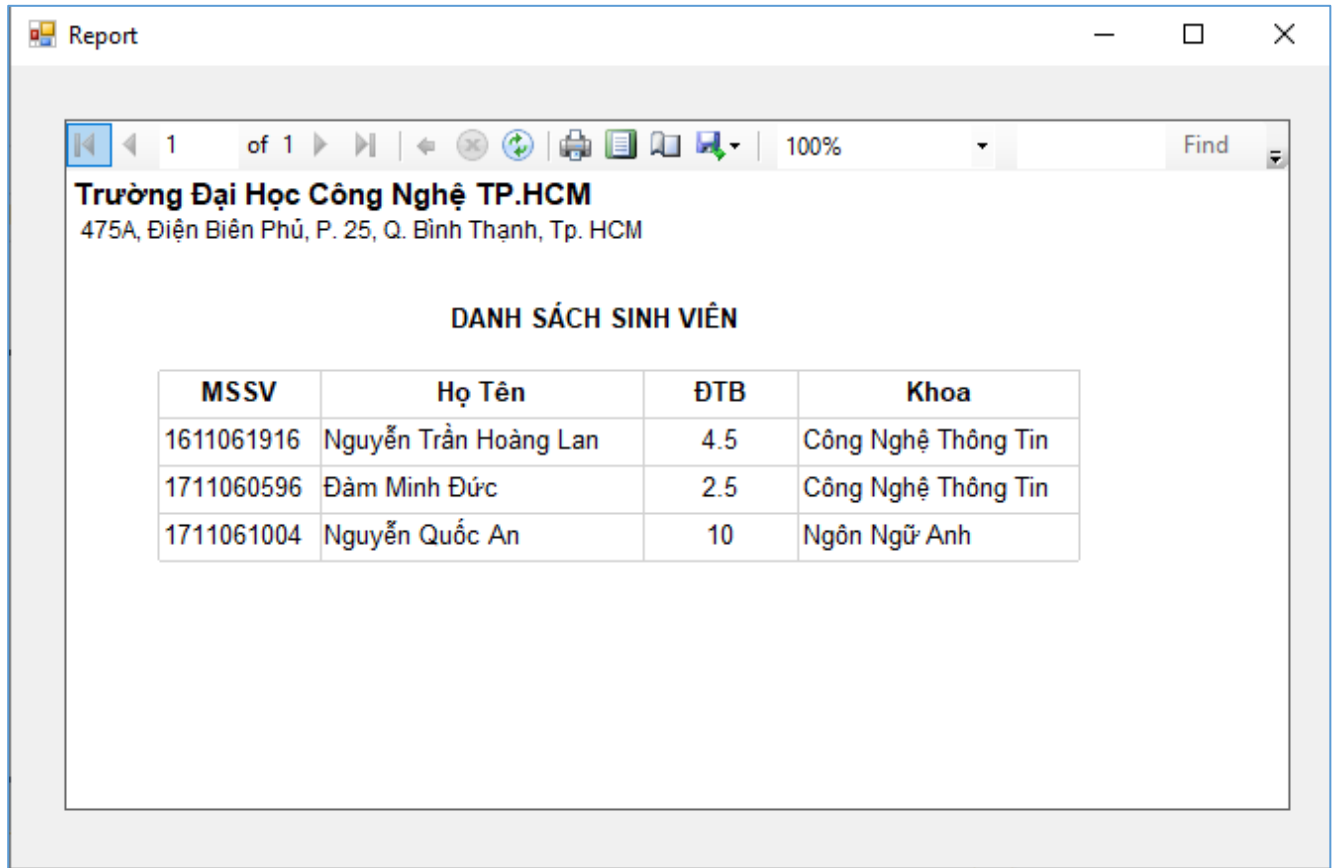 Report
1 of 1 100% Find
Trường Đại Học Công Nghệ TP.HCM
475A, Điện Biên Phủ, P. 25, Q. Bình Thạnh, Tp. HCM
DANH SÁCH SINH VIÊN
MSSV Họ Tên ĐTB Khoa
1611061916 Nguyễn Trần Hoàng Lan 4.5 Công Nghệ Thông Tin
1711060596 Đàm Minh Đức 2.5 Công Nghệ Thông Tin
1711061004 Nguyễn Quốc An 10 Ngôn Ngữ Anh